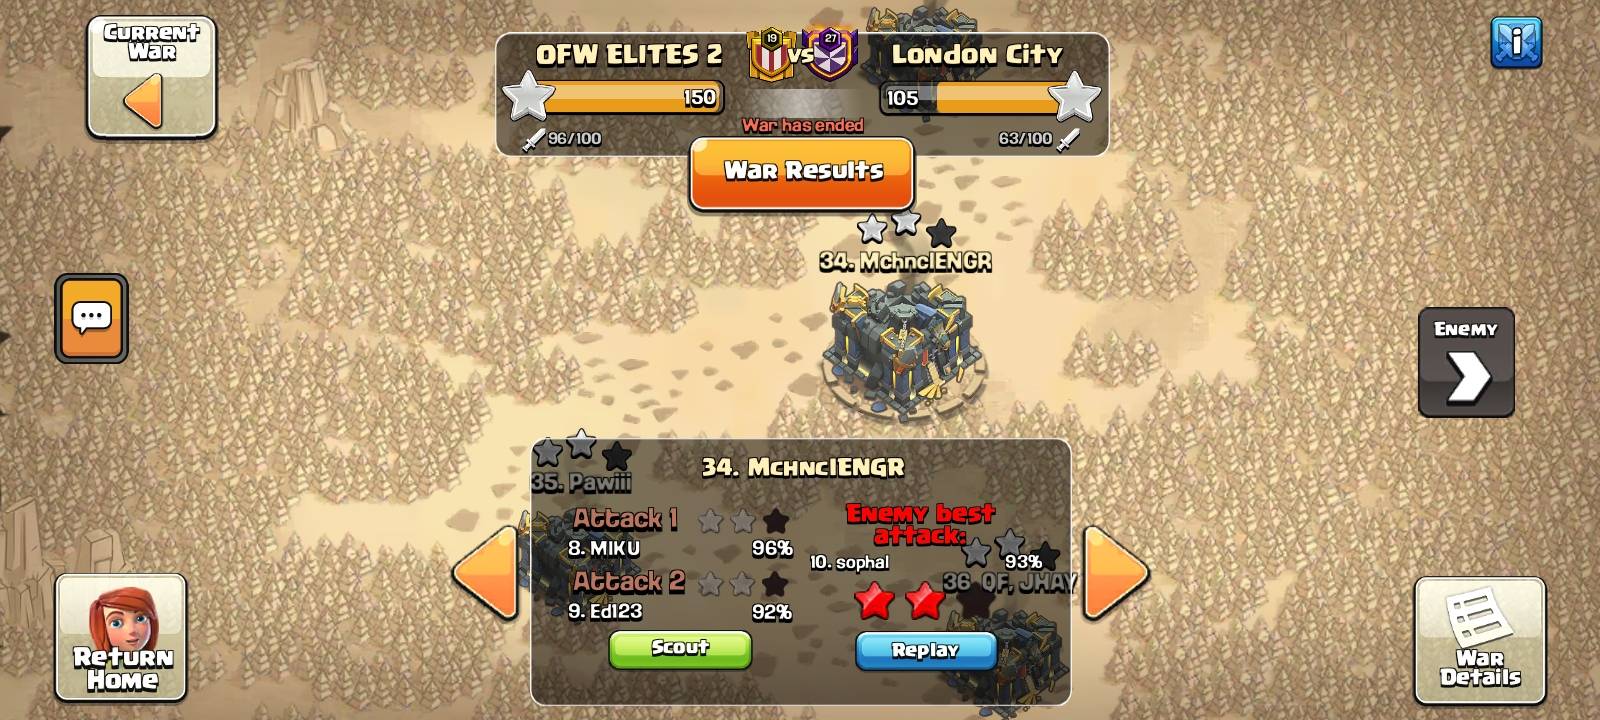 Current
War
OFW ELITES 2
19
VS
27
London City
150
105
War has ended
96/100
63/100
War Results
34. MchnclENGR
Enemy
34. MchnclENGR
35. Pawiii
Attack 1
8. MIKU
96%
Attack 2
9. Ed123
92%
Scout
Enemy best
attack:
10. sophal
93%
36. OF, JHAY
Replay
Return
Home
War
Details